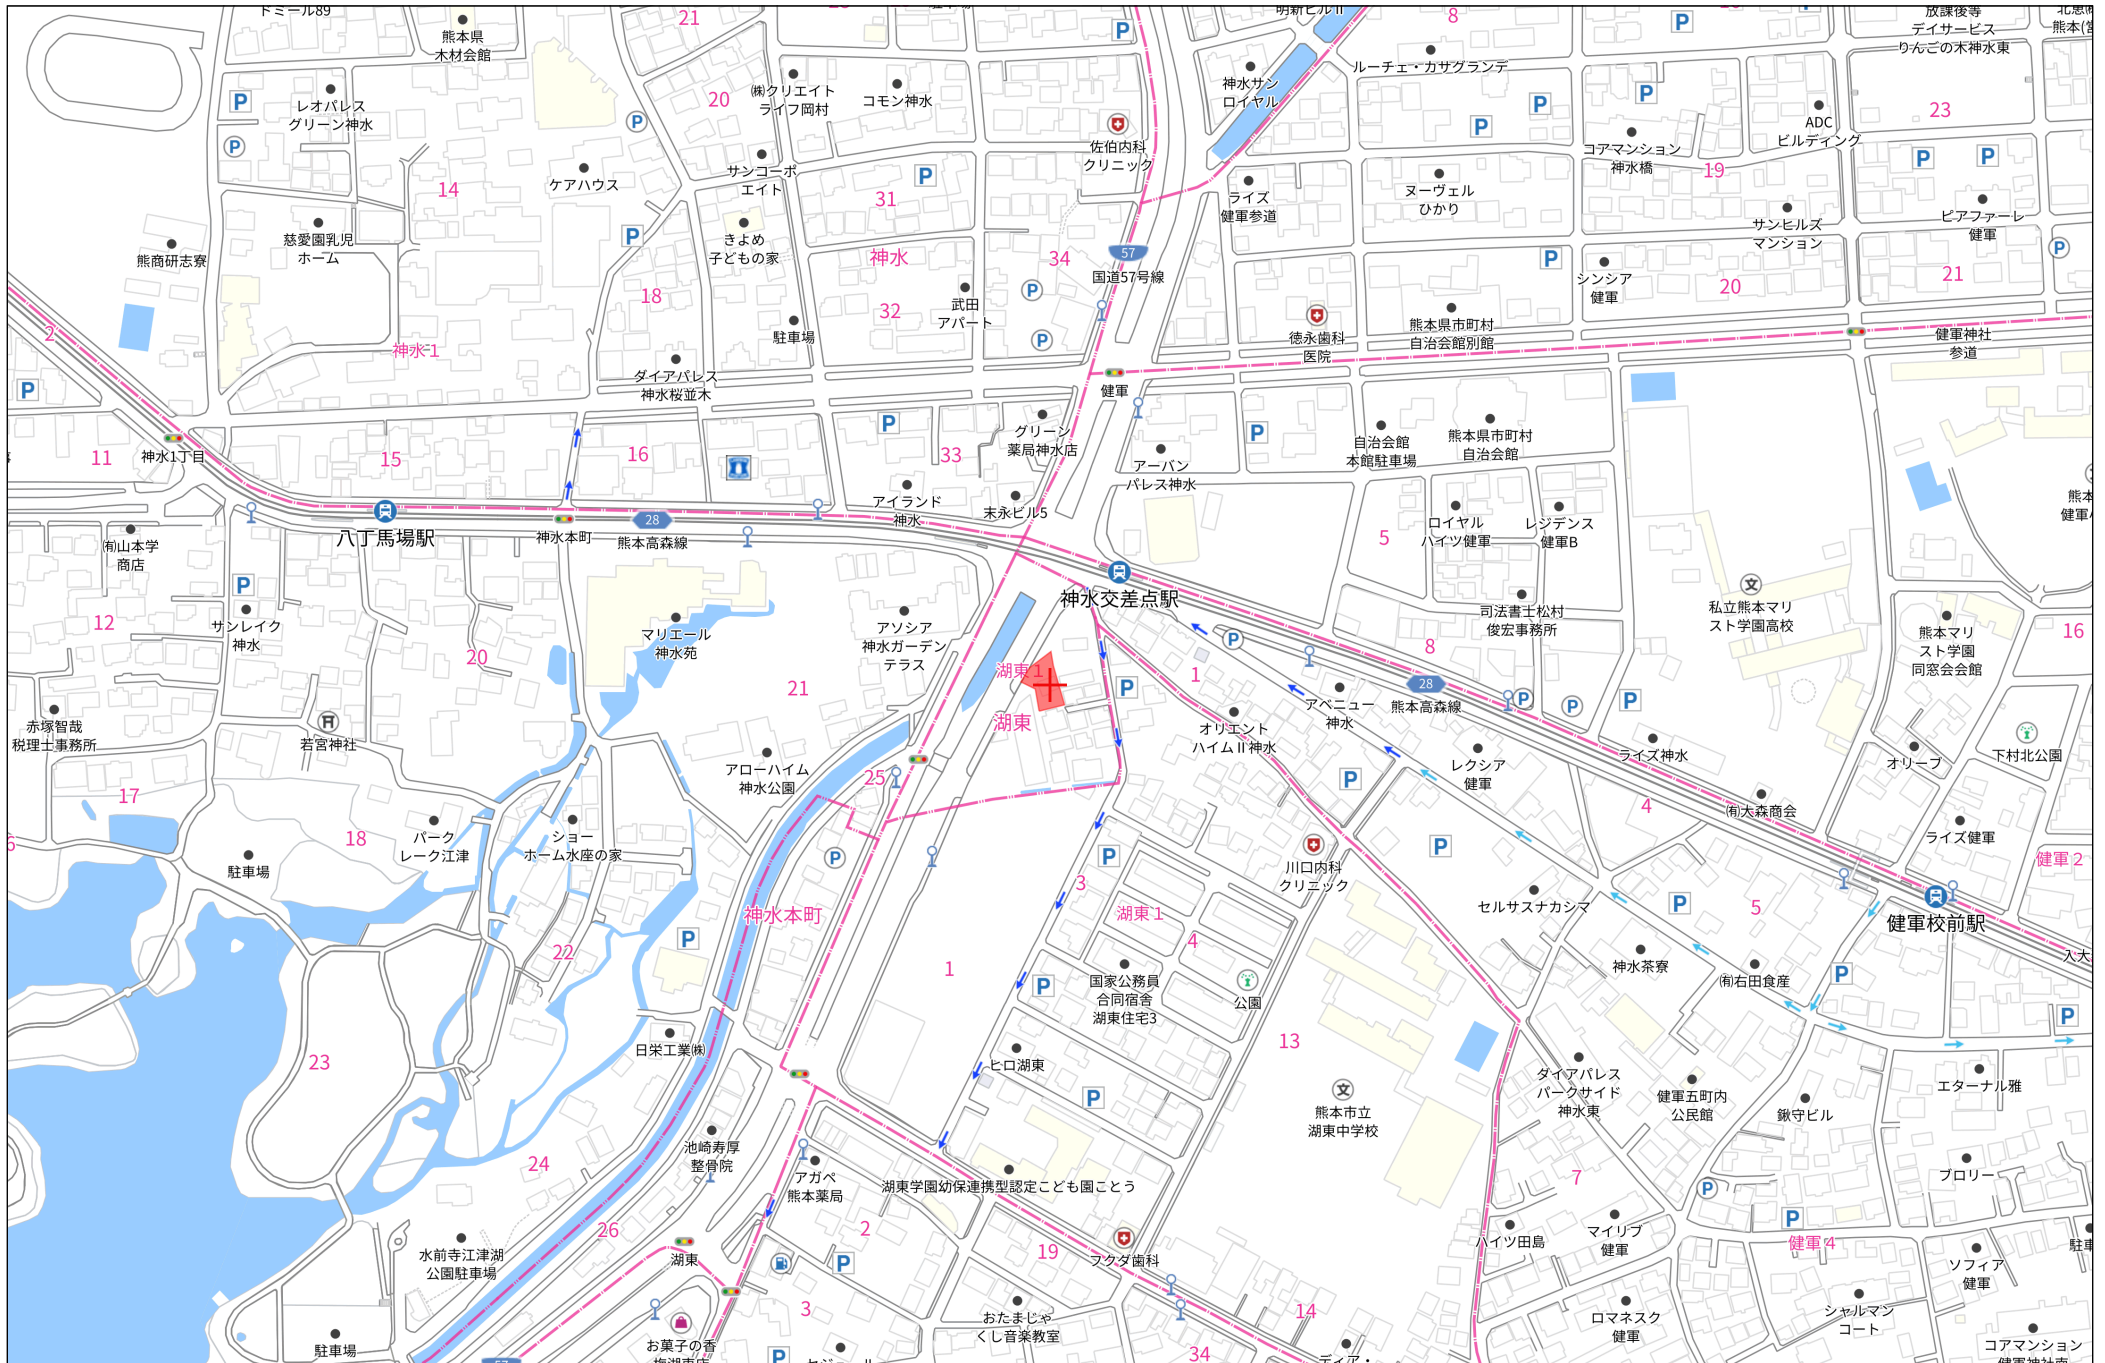 ドミール89
21
明新ビルⅡ
8
放課後等
デイサービス
りんごの木神水東
熊本県
木材会館
レオパレス
グリーン神水
20
㈱クリエイト
ライフ岡村
コモン神水
神水サン
ロイヤル
ルーチェ・カサグランデ
23
ADC
ビルディング
佐伯内科
クリニック
コアマンション
神水橋
19
14
ケアハウス
サンコーポ
エイト
31
ライズ
健軍参道
ヌーヴェル
ひかり
サンヒルズ
マンション
ピアファーレ
健軍
慈愛園乳児
ホーム
熊商研志寮
きよめ
子どもの家
神水
34
57
国道57号線
18
32
武田
アパート
シンシア
健軍
20
21
2
神水１
駐車場
徳永歯科
医院
熊本県市町村
自治会館別館
健軍神社
参道
ダイアパレス
神水桜並木
健軍
グリーン
薬局神水店
33
自治会館
本館駐車場
熊本県市町村
自治会館
11
神水1丁目
15
16
アーバン
パレス神水
アイランド
神水
末永ビル5
八丁馬場駅
神水本町
28
熊本高森線
5
ロイヤル
ハイツ健軍
レジデンス
健軍B
㈲山本学
商店
神水交差点駅
私立熊本マリ
スト学園高校
司法書士松村
俊宏事務所
熊本マリ
スト学園
同窓会会館
16
12
サンレイク
神水
20
マリエール
神水苑
アソシア
神水ガーデン
テラス
湖東１
湖東
1
8
28
熊本高森線
アベニュー
神水
21
赤塚智哉
税理士事務所
若宮神社
オリエント
ハイムⅡ神水
レクシア
健軍
ライズ神水
オリーブ
下村北公園
アローハイム
神水公園
25
17
18
パーク
レーク江津
ショー
ホーム水座の家
駐車場
4
㈲大森商会
ライズ健軍
健軍２
川口内科
クリニック
3
湖東１
4
神水本町
セルサスナカシマ
5
健軍校前駅
22
1
国家公務員
合同宿舎
湖東住宅3
公園
神水茶寮
㈲右田食産
23
日栄工業㈱
ヒロ湖東
13
熊本市立
湖東中学校
ダイアパレス
パークサイド
神水東
健軍五町内
公民館
エターナル雅
鍬守ビル
24
池崎寿厚
整骨院
アガペ
熊本薬局
湖東学園幼保連携型認定こども園ことう
7
ブロリー
26
水前寺江津湖
公園駐車場
湖東
2
19
フクダ歯科
ハイツ田島
マイリブ
健軍
健軍４
ソフィア
健軍
3
お菓子の香
梅湖東店
おたまじゃ
くし音楽教室
14
ロマネスク
健軍
シャルマン
コート
コアマンション
健軍神社南
駐車場
34
57